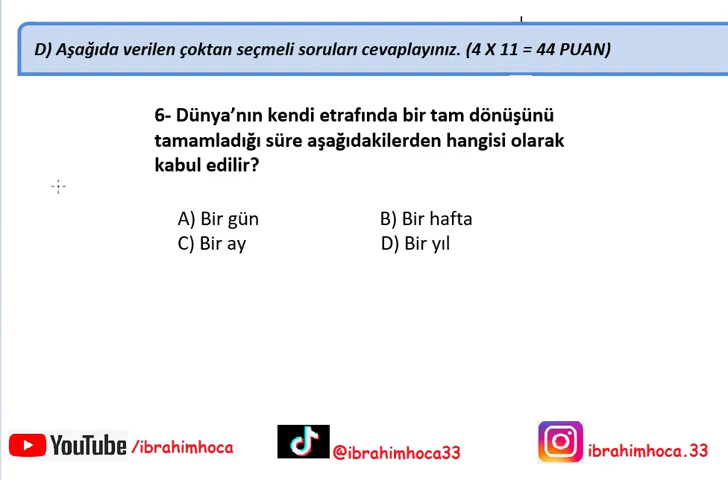 D) Aşağıda verilen çoktan seçmeli soruları cevaplayınız. (4 X 11 = 44 PUAN)
6- Dünya’nın kendi etrafında bir tam dönüşünü
tamamladığı süre aşağıdakilerden hangisi olarak
kabul edilir?
A) Bir gün B) Bir hafta
C) Bir ay D) Bir yıl
YouTube /ibrahimhoca @ibrahimhoca33 ibrahimhoca.33